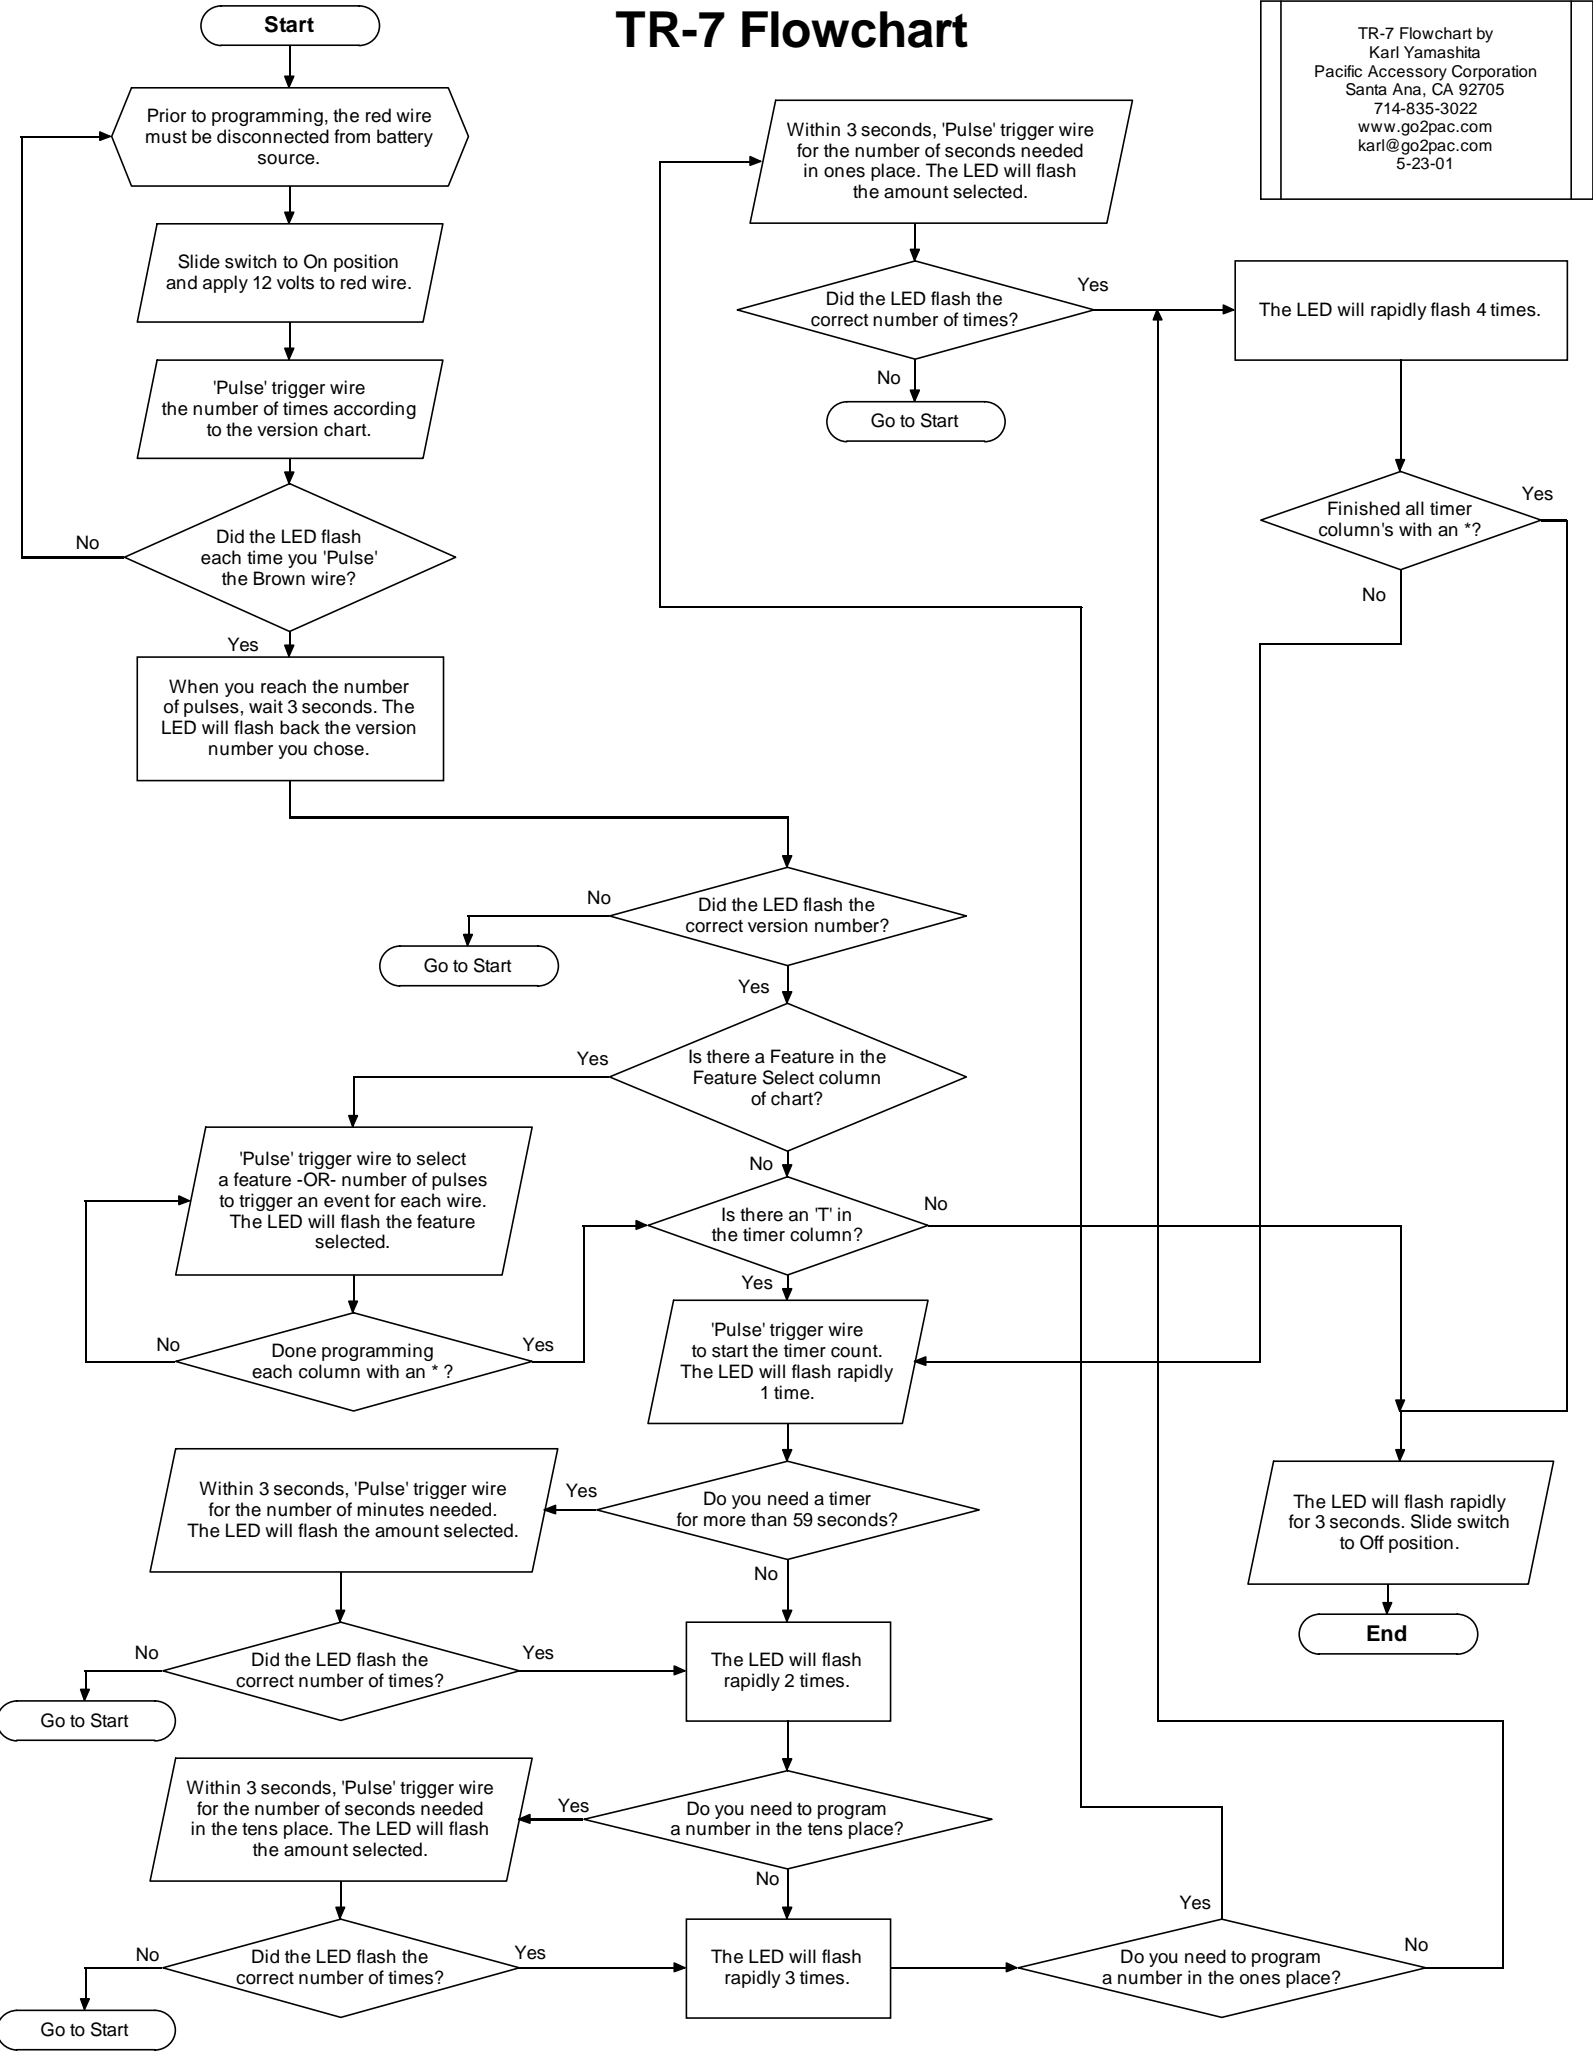 TR-7 Flowchart
TR-7 Flowchart by
Karl Yamashita
Pacific Accessory Corporation
Santa Ana, CA 92705
714-835-3022
www.go2pac.com
karl@go2pac.com
5-23-01
Start
Prior to programming, the red wire
must be disconnected from battery
source.
Slide switch to On position
and apply 12 volts to red wire.
'Pulse' trigger wire
the number of times according
to the version chart.
Did the LED flash
each time you 'Pulse'
the Brown wire?
No
Yes
When you reach the number
of pulses, wait 3 seconds. The
LED will flash back the version
number you chose.
Did the LED flash the
correct version number?
No
Go to Start
Yes
Is there a Feature in the
Feature Select column
of chart?
Yes
No
'Pulse' trigger wire to select
a feature -OR- number of pulses
to trigger an event for each wire.
The LED will flash the feature
selected.
Done programming
each column with an * ?
No
Yes
Is there an 'T' in
the timer column?
No
Yes
'Pulse' trigger wire
to start the timer count.
The LED will flash rapidly
1 time.
Do you need a timer
for more than 59 seconds?
Yes
No
Within 3 seconds, 'Pulse' trigger wire
for the number of minutes needed.
The LED will flash the amount selected.
Did the LED flash the
correct number of times?
No
Go to Start
Yes
The LED will flash
rapidly 2 times.
Do you need to program
a number in the tens place?
Yes
No
Within 3 seconds, 'Pulse' trigger wire
for the number of seconds needed
in the tens place. The LED will flash
the amount selected.
Did the LED flash the
correct number of times?
No
Go to Start
Yes
The LED will flash
rapidly 3 times.
Do you need to program
a number in the ones place?
Yes
No
Within 3 seconds, 'Pulse' trigger wire
for the number of seconds needed
in ones place. The LED will flash
the amount selected.
Did the LED flash the
correct number of times?
Yes
No
Go to Start
The LED will rapidly flash 4 times.
Finished all timer
column's with an *?
Yes
No
The LED will flash rapidly
for 3 seconds. Slide switch
to Off position.
End